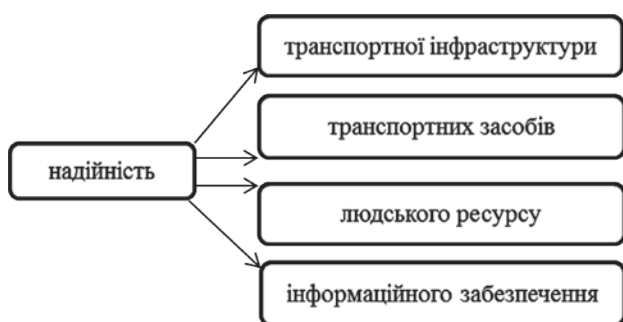 транспортної інфраструктури
транспортних засобів
надійність
людського ресурсу
інформаційного забезпечення